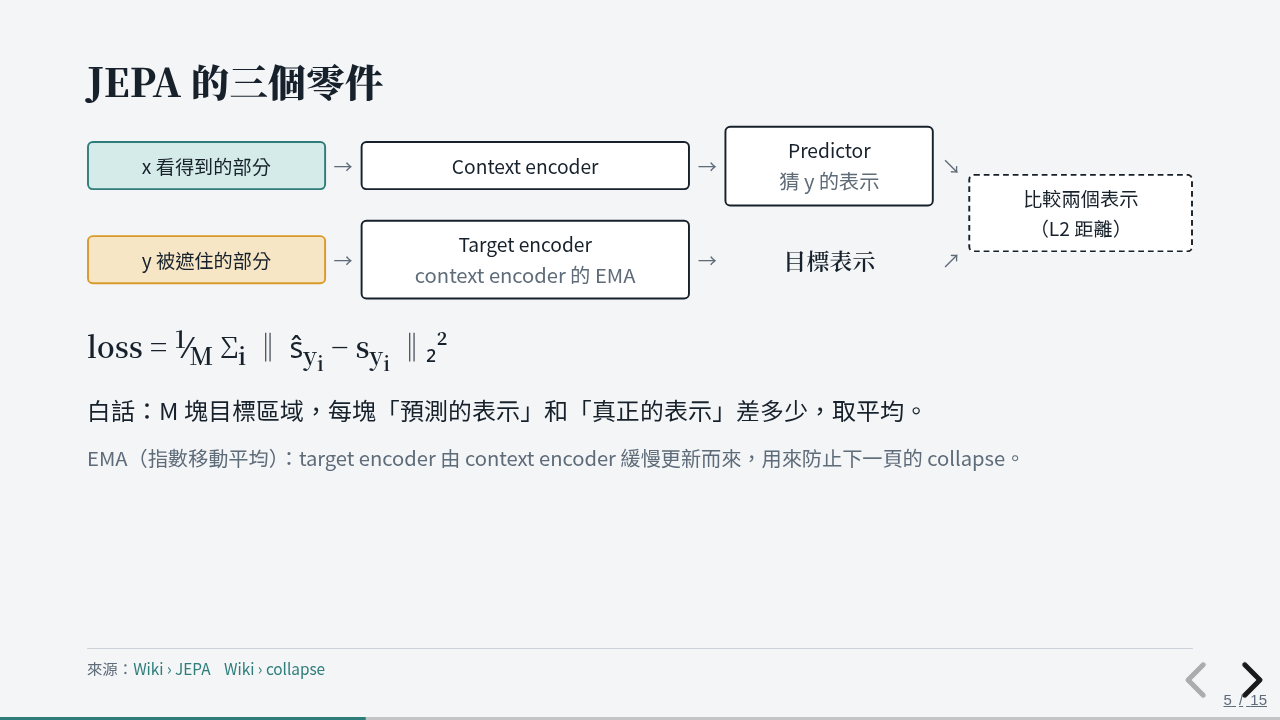 JEPA 的三個零件
x 看得到的部分 → Context encoder → Predictor ↘
猜 y 的表示
比較兩個表示
（L2 距離）
y 被遮住的部分 → Target encoder → 目標表示 ↗
context encoder 的 EMA
loss = ¹⁄M Σi ‖ ŝyi − syi ‖₂²
白話：M 塊目標區域，每塊「預測的表示」和「真正的表示」差多少，取平均。
EMA（指數移動平均）：target encoder 由 context encoder 緩慢更新而來，用來防止下一頁的 collapse。
來源：Wiki › JEPA Wiki › collapse
5 / 15